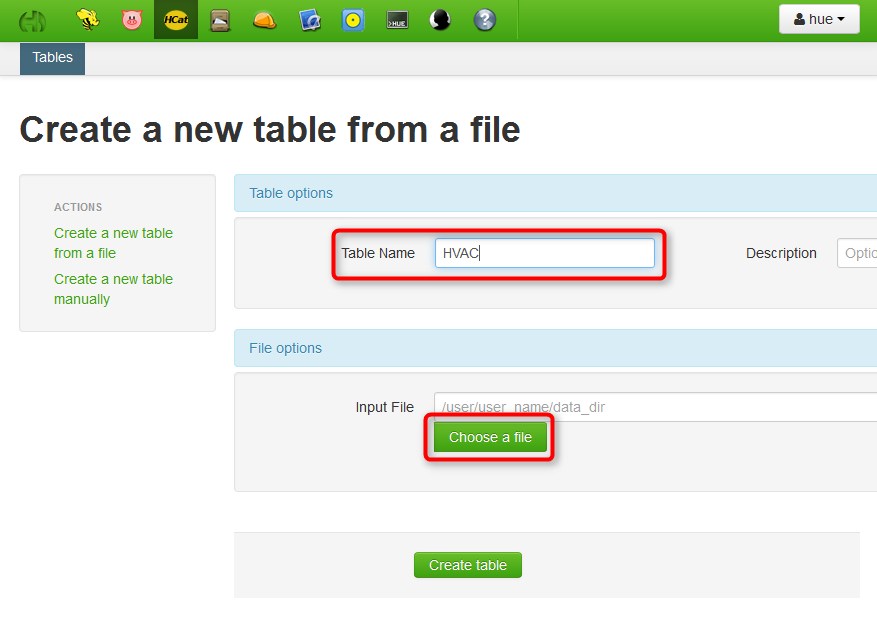 HCat
>HUE
?
hue
Tables
Create a new table from a file
ACTIONS
Create a new table
from a file
Create a new table
manually
Table options
Table Name
HVAC
Description
Optio
File options
Input File
/user/user_name/data_dir
Choose a file
Create table